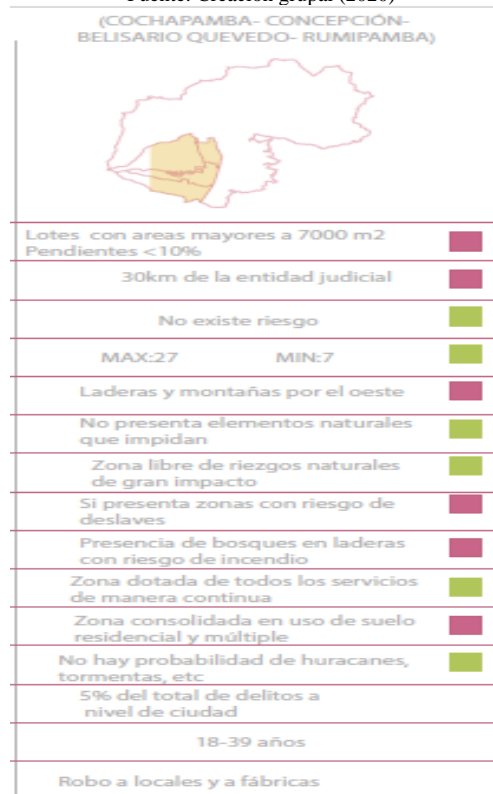 Fuente: Creación grupal (2020)
(COCHAPAMBA- CONCEPCIÓN-
BELISARIO QUEVEDO- RUMIPAMBA)
Lotes con areas mayores a 7000 m2
Pendientes <10%
30km de la entidad judicial
No existe riesgo
MAX:27 MIN:7
Laderas y montañas por el oeste
No presenta elementos naturales
que impidan
Zona libre de riezgos naturales
de gran impacto
Si presenta zonas con riesgo de
deslaves
Presencia de bosques en laderas
con riesgo de incendio
Zona dotada de todos los servicios
de manera continua
Zona consolidada en uso de suelo
residencial y múltiple
No hay probabilidad de huracanes,
tormentas, etc
5% del total de delitos a
nivel de ciudad
18-39 años
Robo a locales y a fábricas